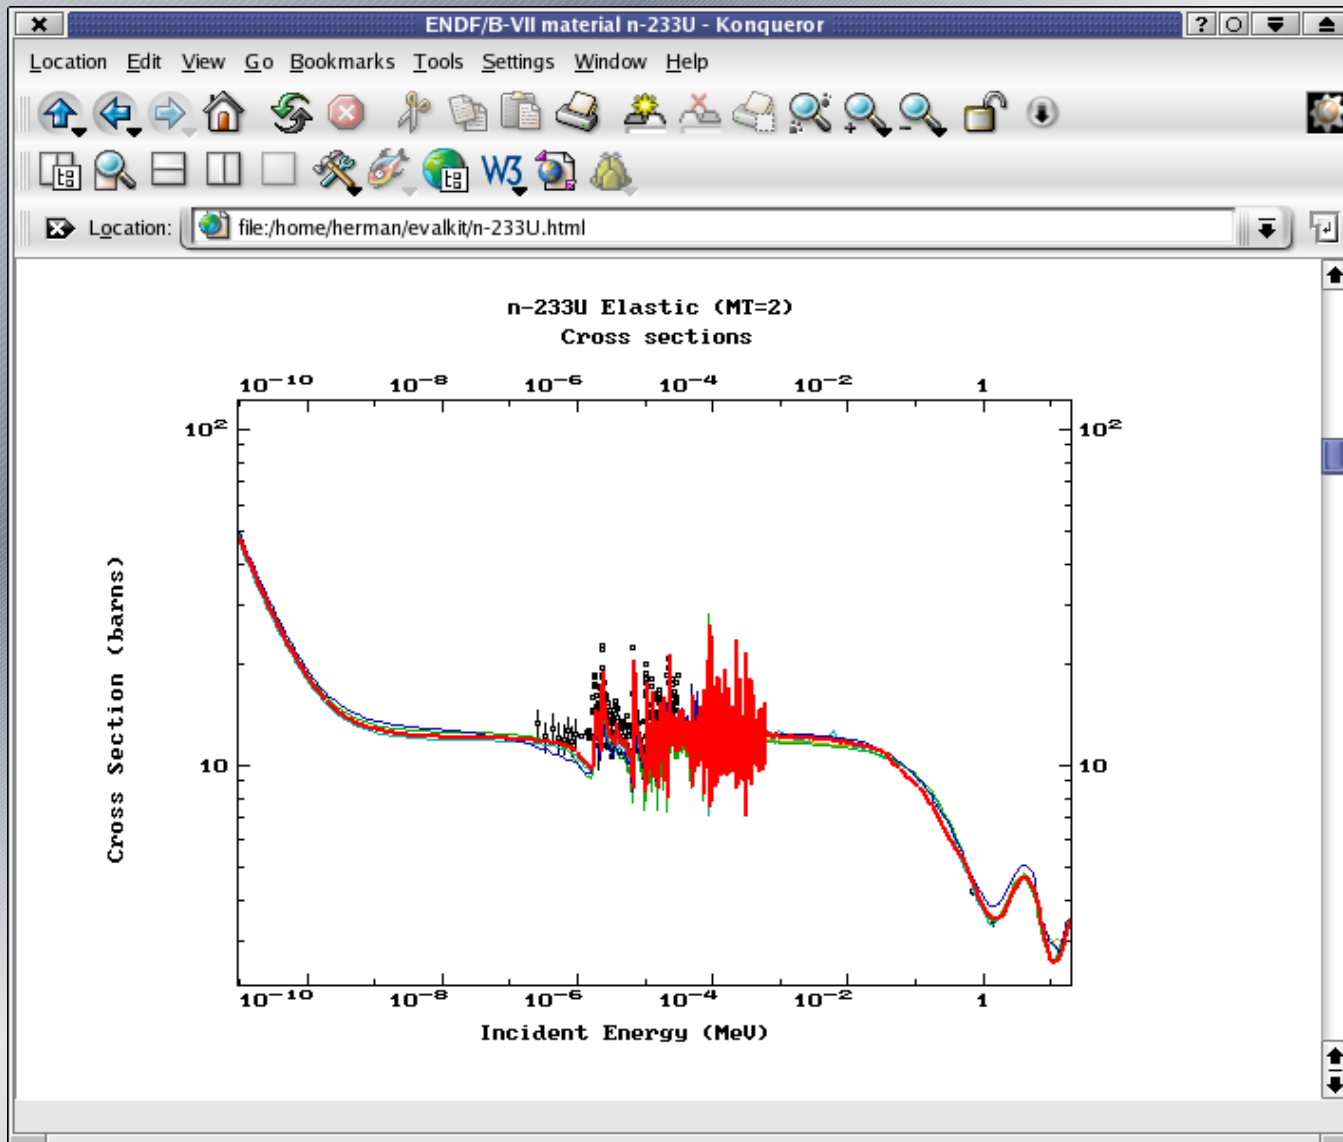 ENDF/B-VII material n-233U - Konqueror
Location Edit View Go Bookmarks Tools Settings Window Help
W3
Location: file:/home/herman/evalkit/n-233U.html
n-233U Elastic (MT=2)
Cross sections
10⁻¹⁰ 10⁻⁸ 10⁻⁶ 10⁻⁴ 10⁻² 1
10² 10²
10 10
Cross Section (barns)
10⁻¹⁰ 10⁻⁸ 10⁻⁶ 10⁻⁴ 10⁻² 1
Incident Energy (MeV)